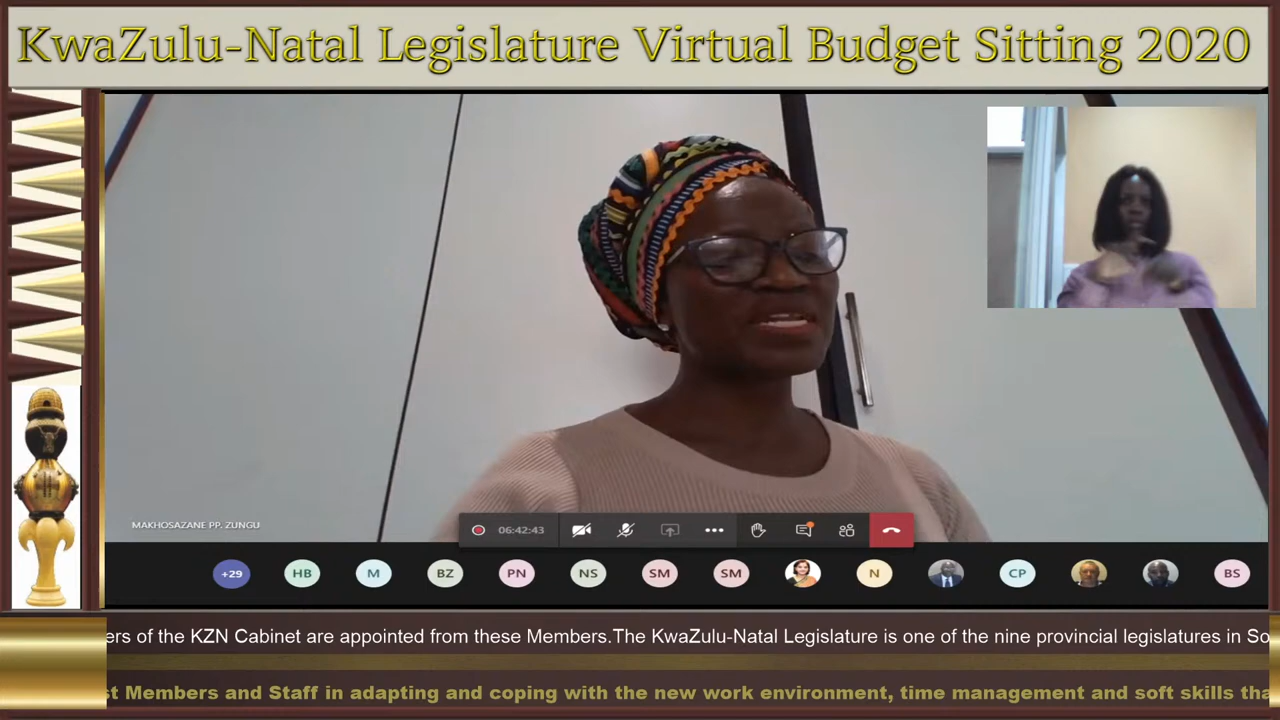 KwaZulu-Natal Legislature Virtual Budget Sitting 2020
MAKHOSAZANE PP. ZUNGU
06:42:43
+29 HB M BZ PN NS SM SM N CP BS
ers of the KZN Cabinet are appointed from these Members.The KwaZulu-Natal Legislature is one of the nine provincial legislatures in So
st Members and Staff in adapting and coping with the new work environment, time management and soft skills tha